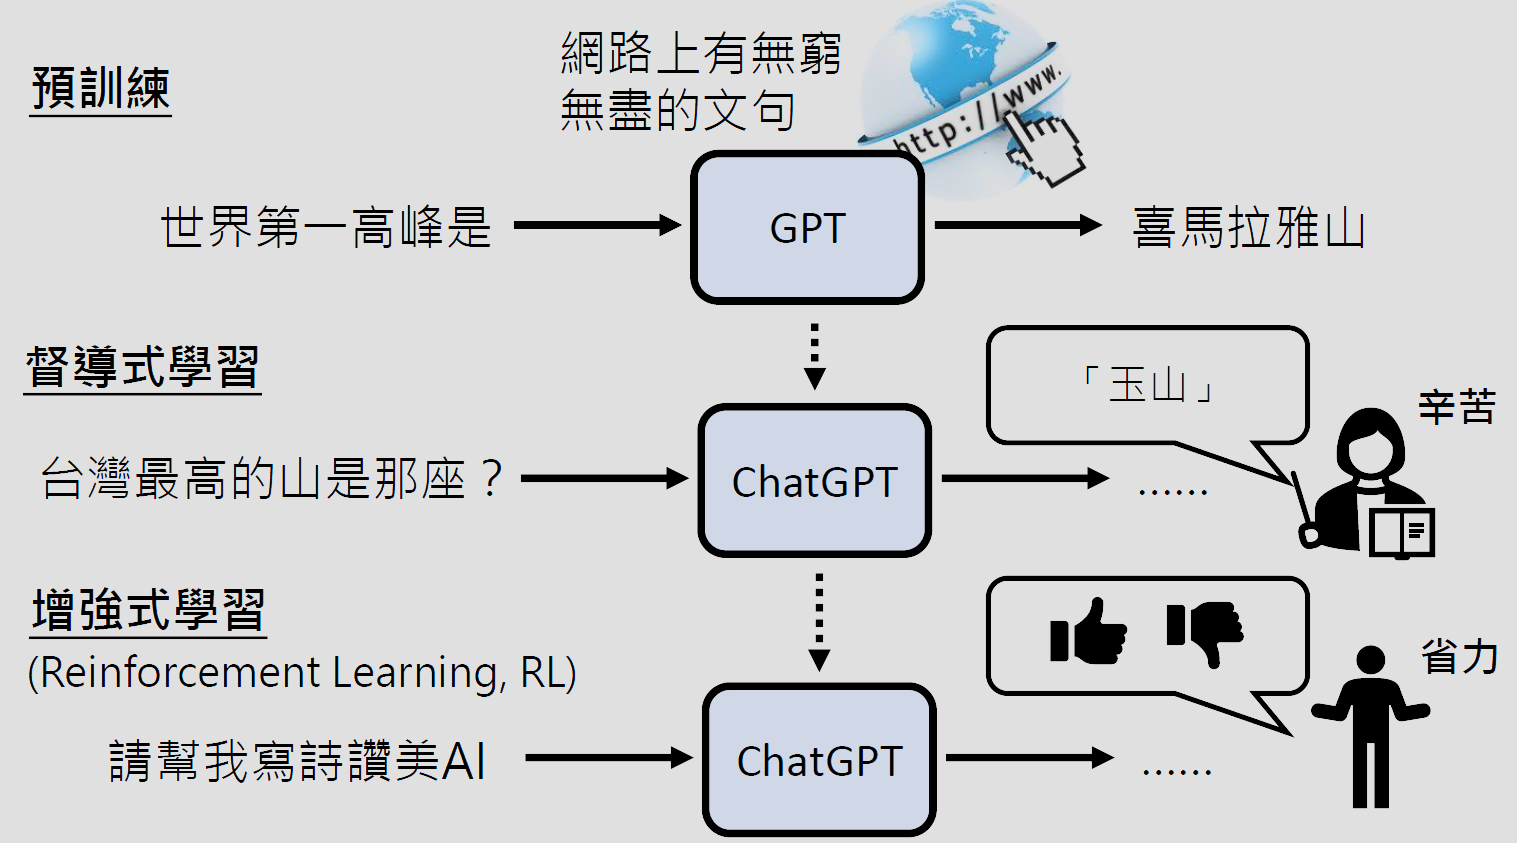 預訓練
網路上有無窮
無盡的文句
http://www.
世界第一高峰是
GPT
喜馬拉雅山
督導式學習
台灣最高的山是那座？
ChatGPT
「玉山」
......
辛苦
增強式學習
(Reinforcement Learning, RL)
請幫我寫詩讚美AI
ChatGPT
......
省力